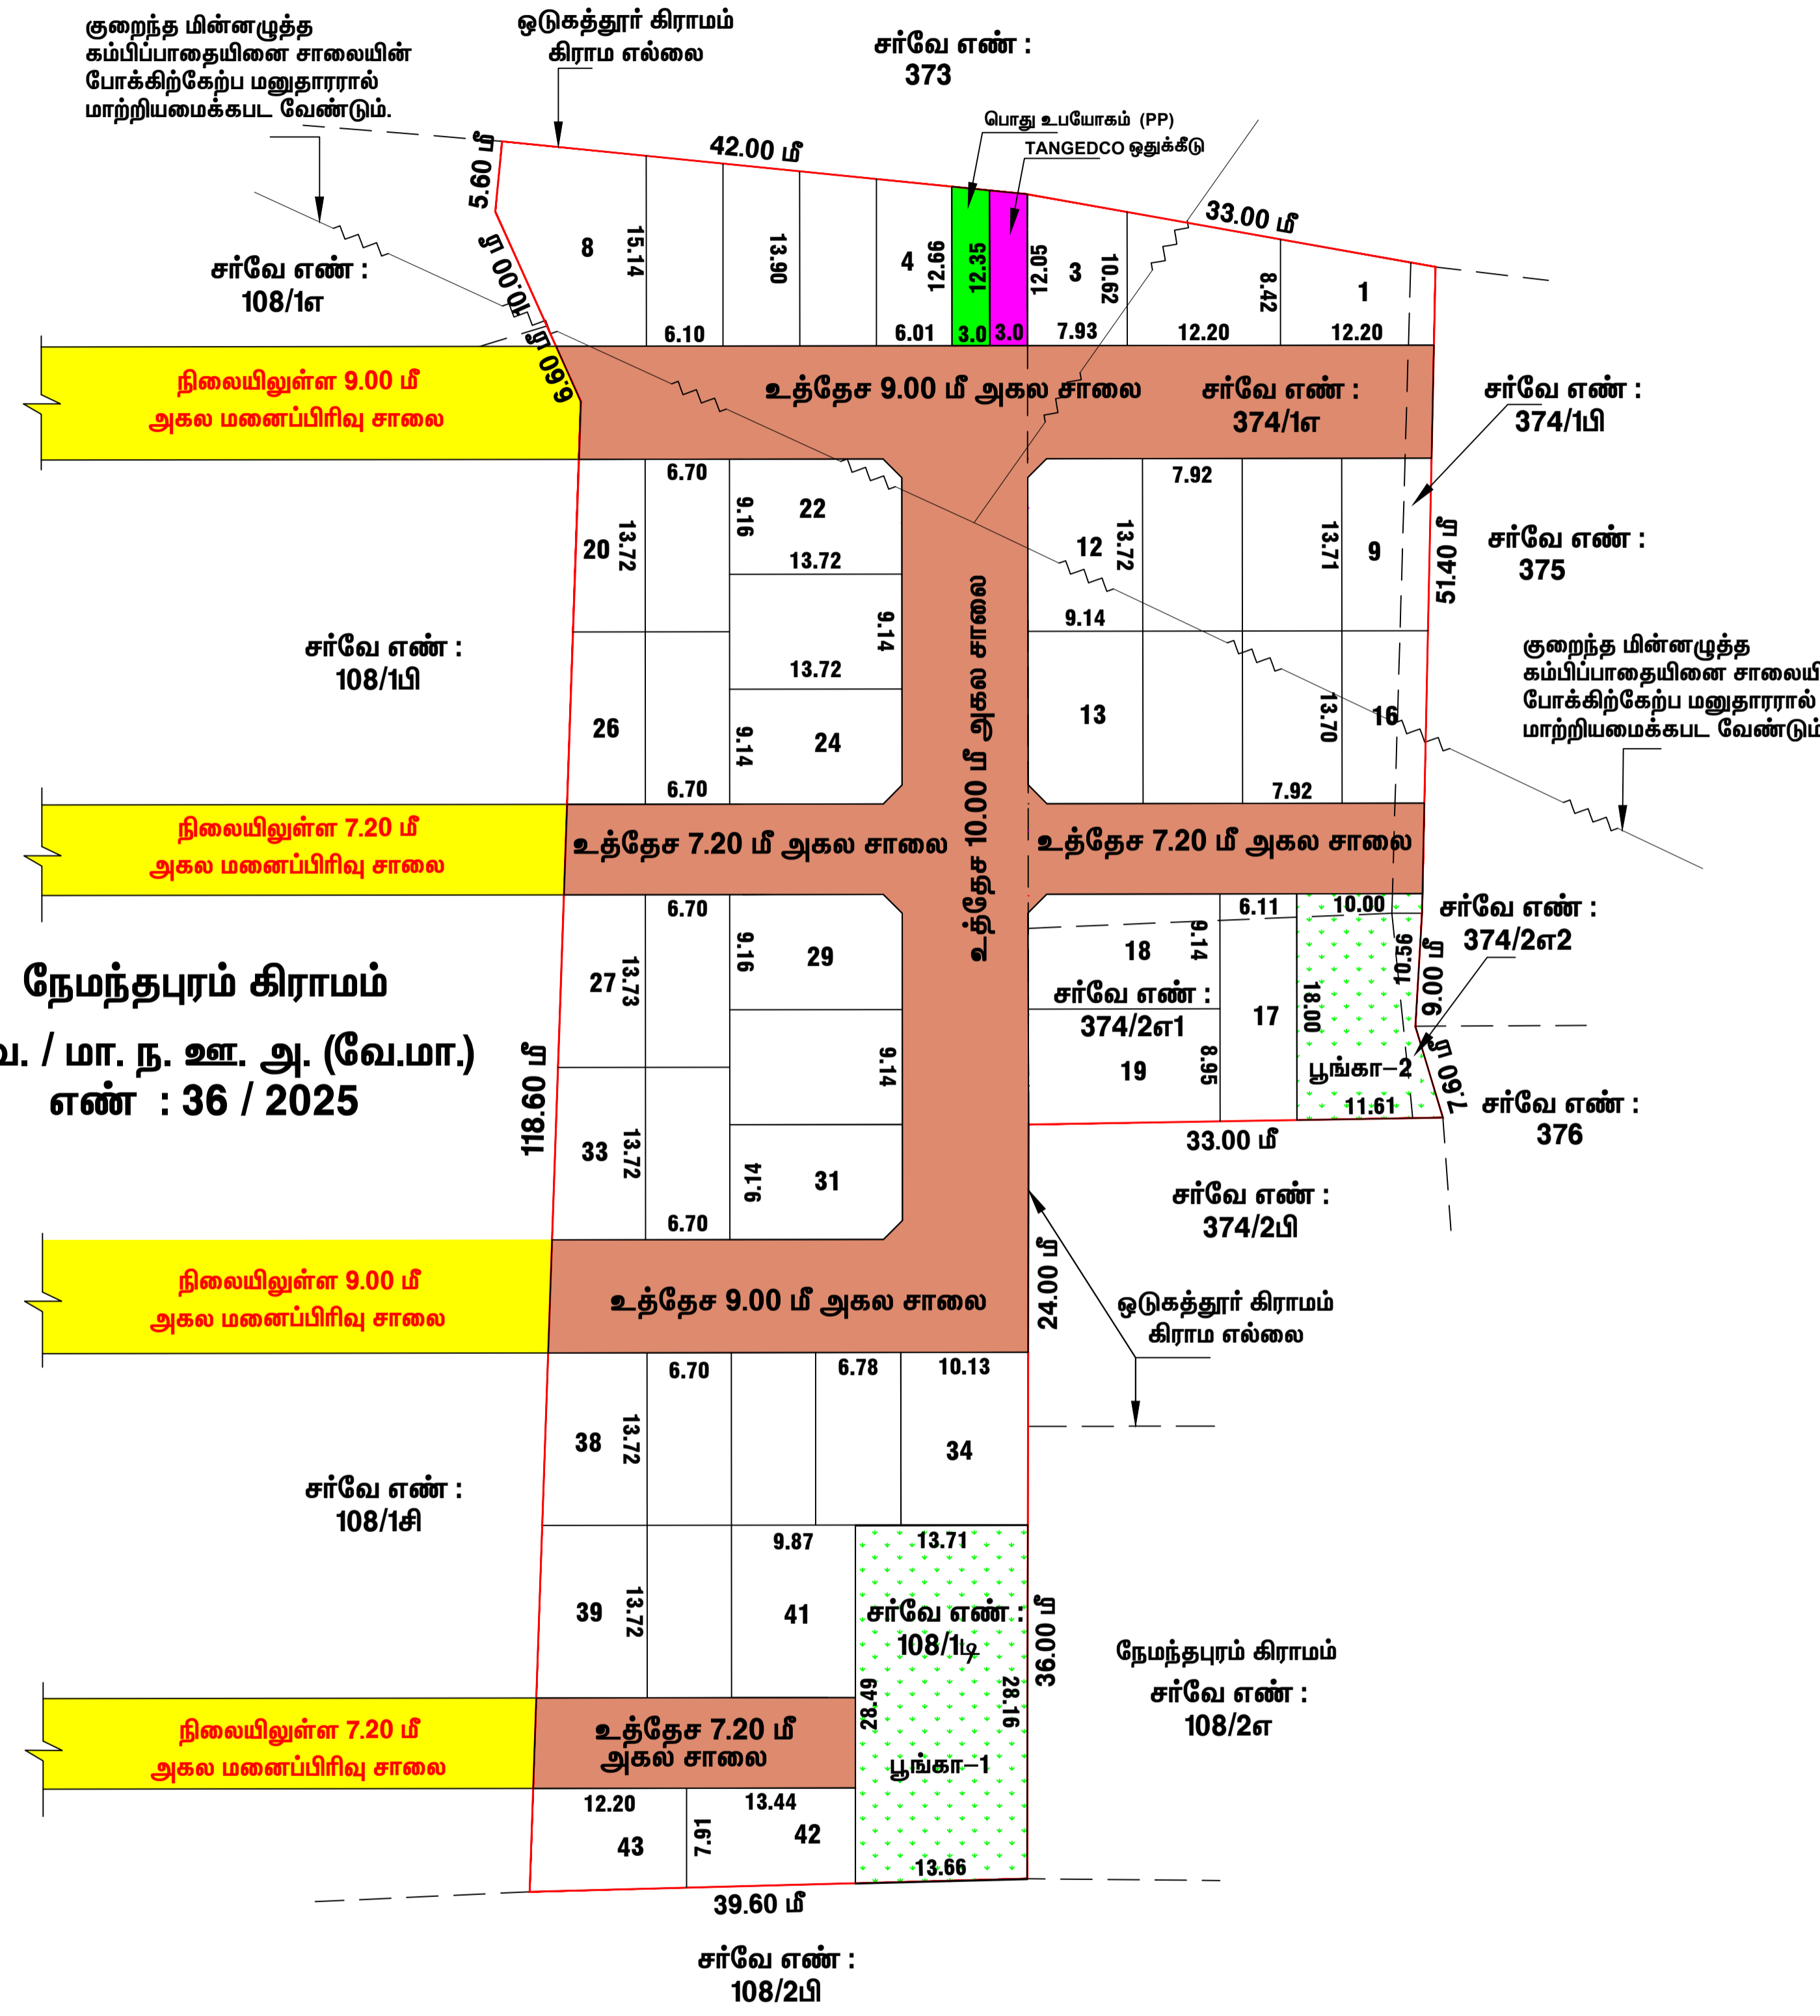 குறைந்த மின்னழுத்த
கம்பிப்பாதையினை சாலையின்
போக்கிற்கேற்ப மனுதாரரால்
மாற்றியமைக்கபட வேண்டும்.
ஒடுகத்தூர் கிராமம்
கிராம எல்லை
சர்வே எண் :
373
பொது உபயோகம் (PP)
TANGEDCO ஒதுக்கீடு
42.00 மீ
33.00 மீ
5.60 மீ
10.00 மீ
6.60 மீ
சர்வே எண் :
108/1எ
8
15.14
6.10
13.90
4
12.66
6.01
12.35
3.0
3.0
12.05
3
10.62
7.93
12.20
8.42
1
12.20
நிலையிலுள்ள 9.00 மீ
அகல மனைப்பிரிவு சாலை
உத்தேச 9.00 மீ அகல சாலை
சர்வே எண் :
374/1எ
சர்வே எண் :
374/1பி
6.70
20
13.72
9.16
22
13.72
9.14
13.72
26
6.70
9.14
24
உத்தேச 10.00 மீ அகல சாலை
7.92
12
13.72
9.14
13.71
9
13
13.70
16
7.92
51.40 மீ
சர்வே எண் :
375
குறைந்த மின்னழுத்த
கம்பிப்பாதையினை சாலையி
போக்கிற்கேற்ப மனுதாரரால்
மாற்றியமைக்கபட வேண்டும்
சர்வே எண் :
108/1பி
நிலையிலுள்ள 7.20 மீ
அகல மனைப்பிரிவு சாலை
உத்தேச 7.20 மீ அகல சாலை
உத்தேச 7.20 மீ அகல சாலை
6.70
27
13.73
9.16
29
9.14
33
13.72
6.70
9.14
31
18
9.14
6.11
10.00
சர்வே எண் :
374/2எ1
19
8.95
17
18.00
10.56
பூங்கா-2
11.61
9.00 மீ
7.60 மீ
சர்வே எண் :
374/2எ2
சர்வே எண் :
376
33.00 மீ
சர்வே எண் :
374/2பி
நேமந்தபுரம் கிராமம்
வ. / மா. ந. ஊ. அ. (வே.மா.)
எண் : 36 / 2025
118.60 மீ
நிலையிலுள்ள 9.00 மீ
அகல மனைப்பிரிவு சாலை
உத்தேச 9.00 மீ அகல சாலை
24.00 மீ
ஒடுகத்தூர் கிராமம்
கிராம எல்லை
6.70
6.78
10.13
38
13.72
34
சர்வே எண் :
108/1சி
9.87
13.71
39
13.72
41
சர்வே எண் :
108/1டி
28.49
28.16
பூங்கா-1
13.66
36.00 மீ
நேமந்தபுரம் கிராமம்
சர்வே எண் :
108/2எ
நிலையிலுள்ள 7.20 மீ
அகல மனைப்பிரிவு சாலை
உத்தேச 7.20 மீ
அகல சாலை
12.20
13.44
43
7.91
42
39.60 மீ
சர்வே எண் :
108/2பி